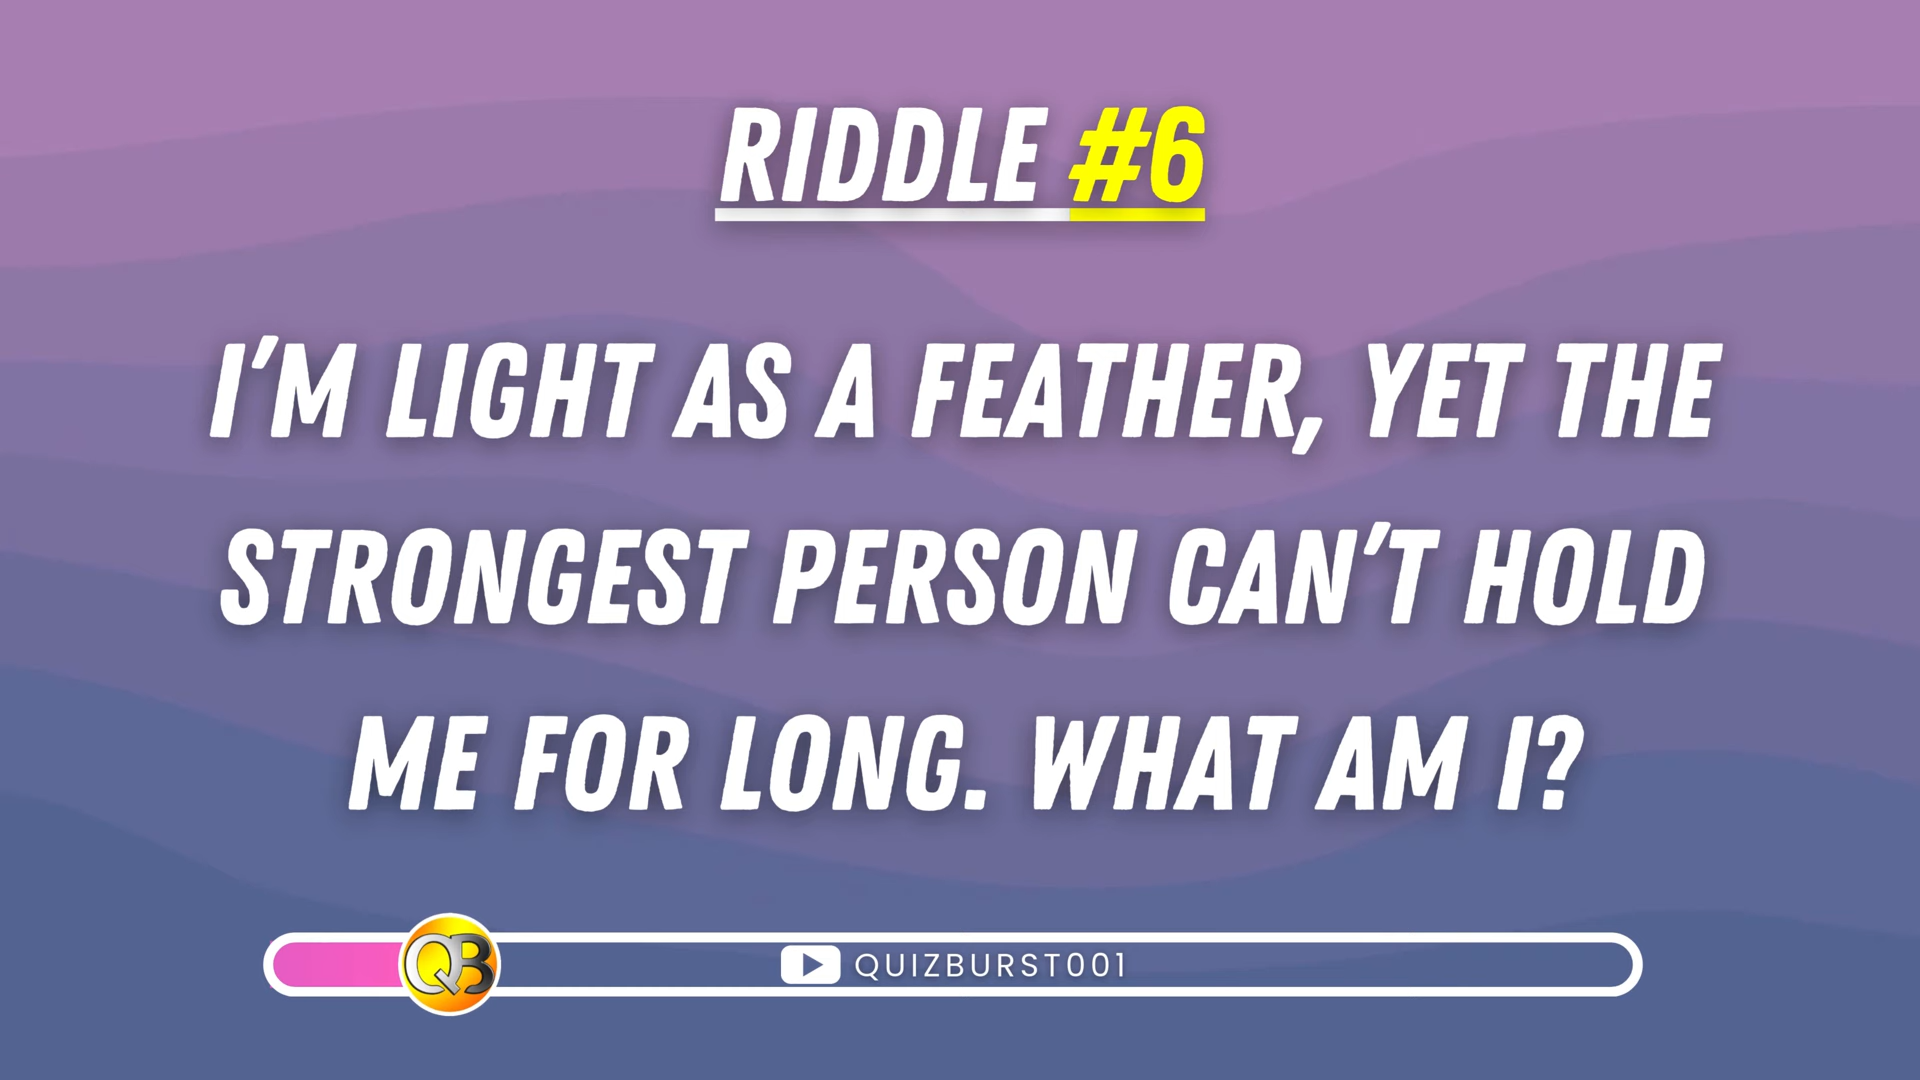 RIDDLE #6
I'M LIGHT AS A FEATHER, YET THE
STRONGEST PERSON CAN'T HOLD
ME FOR LONG. WHAT AM I?
QB
QUIZBURST001